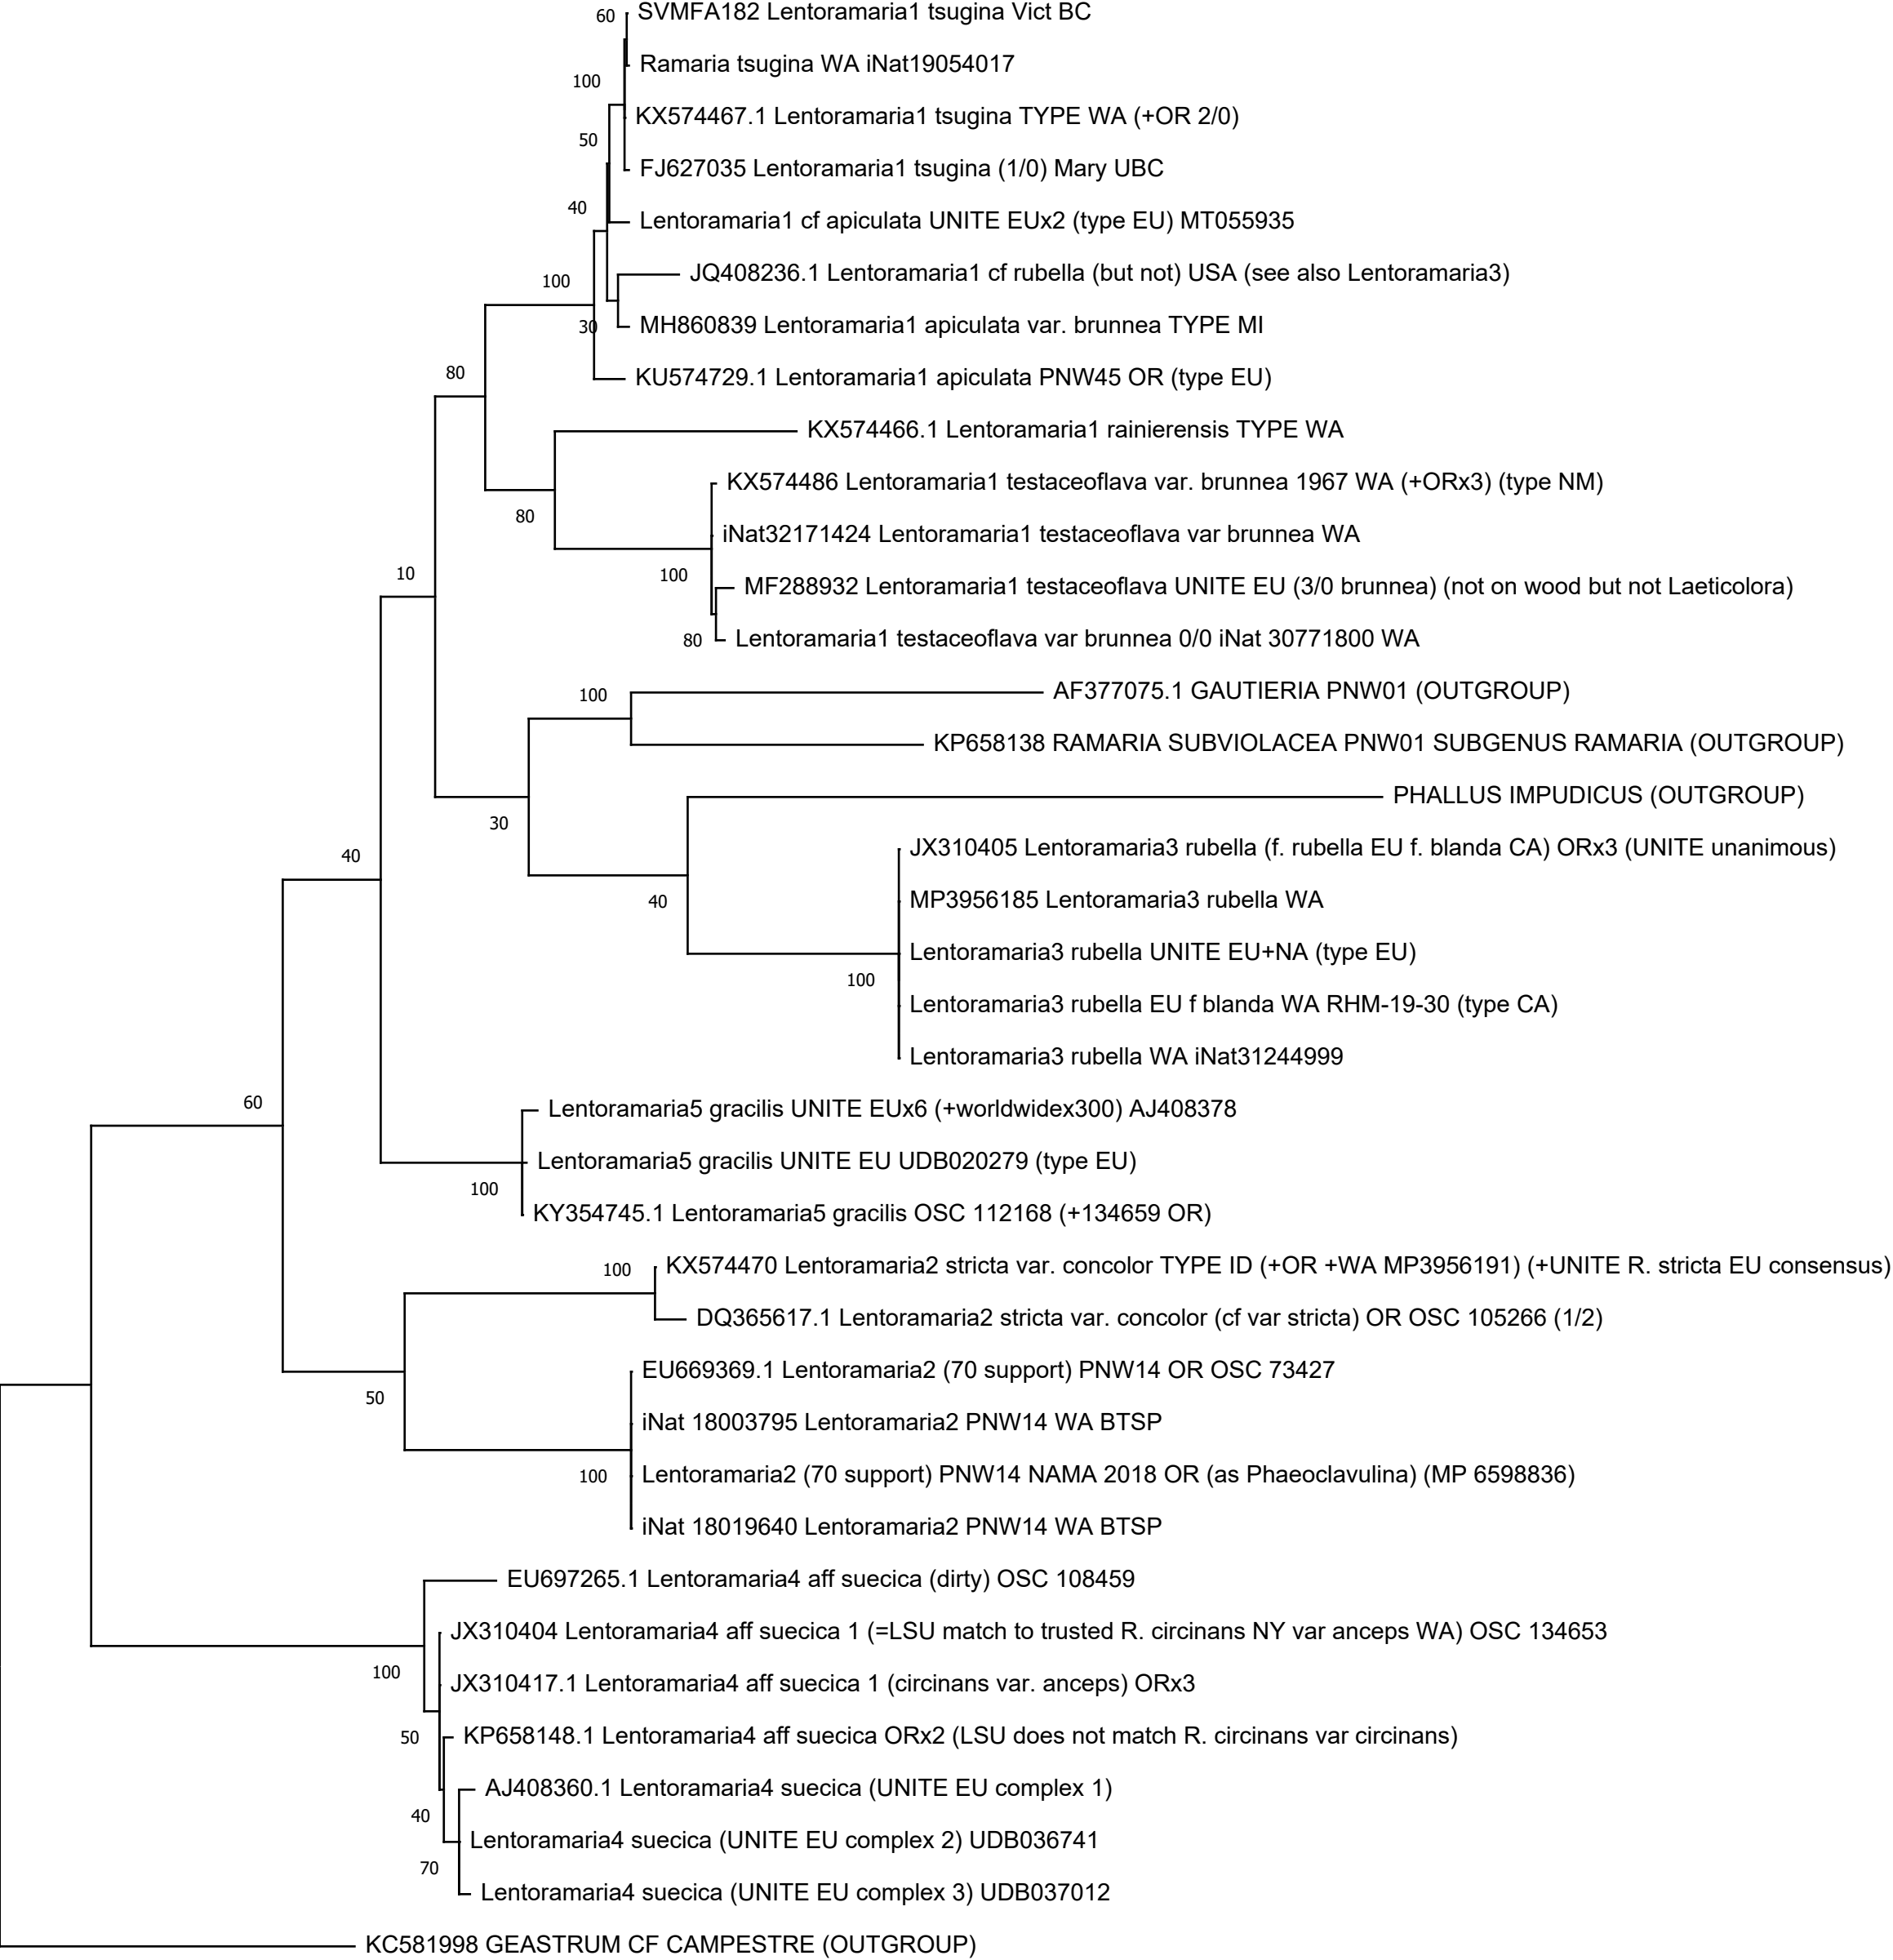 60
SVMFA182 Lentoramaria1 tsugina Vict BC
Ramaria tsugina WA iNat19054017
100
KX574467.1 Lentoramaria1 tsugina TYPE WA (+OR 2/0)
50
FJ627035 Lentoramaria1 tsugina (1/0) Mary UBC
40
Lentoramaria1 cf apiculata UNITE EUx2 (type EU) MT055935
JQ408236.1 Lentoramaria1 cf rubella (but not) USA (see also Lentoramaria3)
100
30
MH860839 Lentoramaria1 apiculata var. brunnea TYPE MI
80
KU574729.1 Lentoramaria1 apiculata PNW45 OR (type EU)
KX574466.1 Lentoramaria1 rainierensis TYPE WA
KX574486 Lentoramaria1 testaceoflava var. brunnea 1967 WA (+ORx3) (type NM)
80
iNat32171424 Lentoramaria1 testaceoflava var brunnea WA
10
100
MF288932 Lentoramaria1 testaceoflava UNITE EU (3/0 brunnea) (not on wood but not Laeticolora)
80
Lentoramaria1 testaceoflava var brunnea 0/0 iNat 30771800 WA
100
AF377075.1 GAUTIERIA PNW01 (OUTGROUP)
KP658138 RAMARIA SUBVIOLACEA PNW01 SUBGENUS RAMARIA (OUTGROUP)
PHALLUS IMPUDICUS (OUTGROUP)
30
40
JX310405 Lentoramaria3 rubella (f. rubella EU f. blanda CA) ORx3 (UNITE unanimous)
40
MP3956185 Lentoramaria3 rubella WA
Lentoramaria3 rubella UNITE EU+NA (type EU)
100
Lentoramaria3 rubella EU f blanda WA RHM-19-30 (type CA)
Lentoramaria3 rubella WA iNat31244999
60
Lentoramaria5 gracilis UNITE EUx6 (+worldwidex300) AJ408378
Lentoramaria5 gracilis UNITE EU UDB020279 (type EU)
100
KY354745.1 Lentoramaria5 gracilis OSC 112168 (+134659 OR)
100
KX574470 Lentoramaria2 stricta var. concolor TYPE ID (+OR +WA MP3956191) (+UNITE R. stricta EU consensus)
DQ365617.1 Lentoramaria2 stricta var. concolor (cf var stricta) OR OSC 105266 (1/2)
EU669369.1 Lentoramaria2 (70 support) PNW14 OR OSC 73427
50
iNat 18003795 Lentoramaria2 PNW14 WA BTSP
100
Lentoramaria2 (70 support) PNW14 NAMA 2018 OR (as Phaeoclavulina) (MP 6598836)
iNat 18019640 Lentoramaria2 PNW14 WA BTSP
EU697265.1 Lentoramaria4 aff suecica (dirty) OSC 108459
JX310404 Lentoramaria4 aff suecica 1 (=LSU match to trusted R. circinans NY var anceps WA) OSC 134653
100
JX310417.1 Lentoramaria4 aff suecica 1 (circinans var. anceps) ORx3
50
KP658148.1 Lentoramaria4 aff suecica ORx2 (LSU does not match R. circinans var circinans)
AJ408360.1 Lentoramaria4 suecica (UNITE EU complex 1)
40
Lentoramaria4 suecica (UNITE EU complex 2) UDB036741
70
Lentoramaria4 suecica (UNITE EU complex 3) UDB037012
KC581998 GEASTRUM CF CAMPESTRE (OUTGROUP)